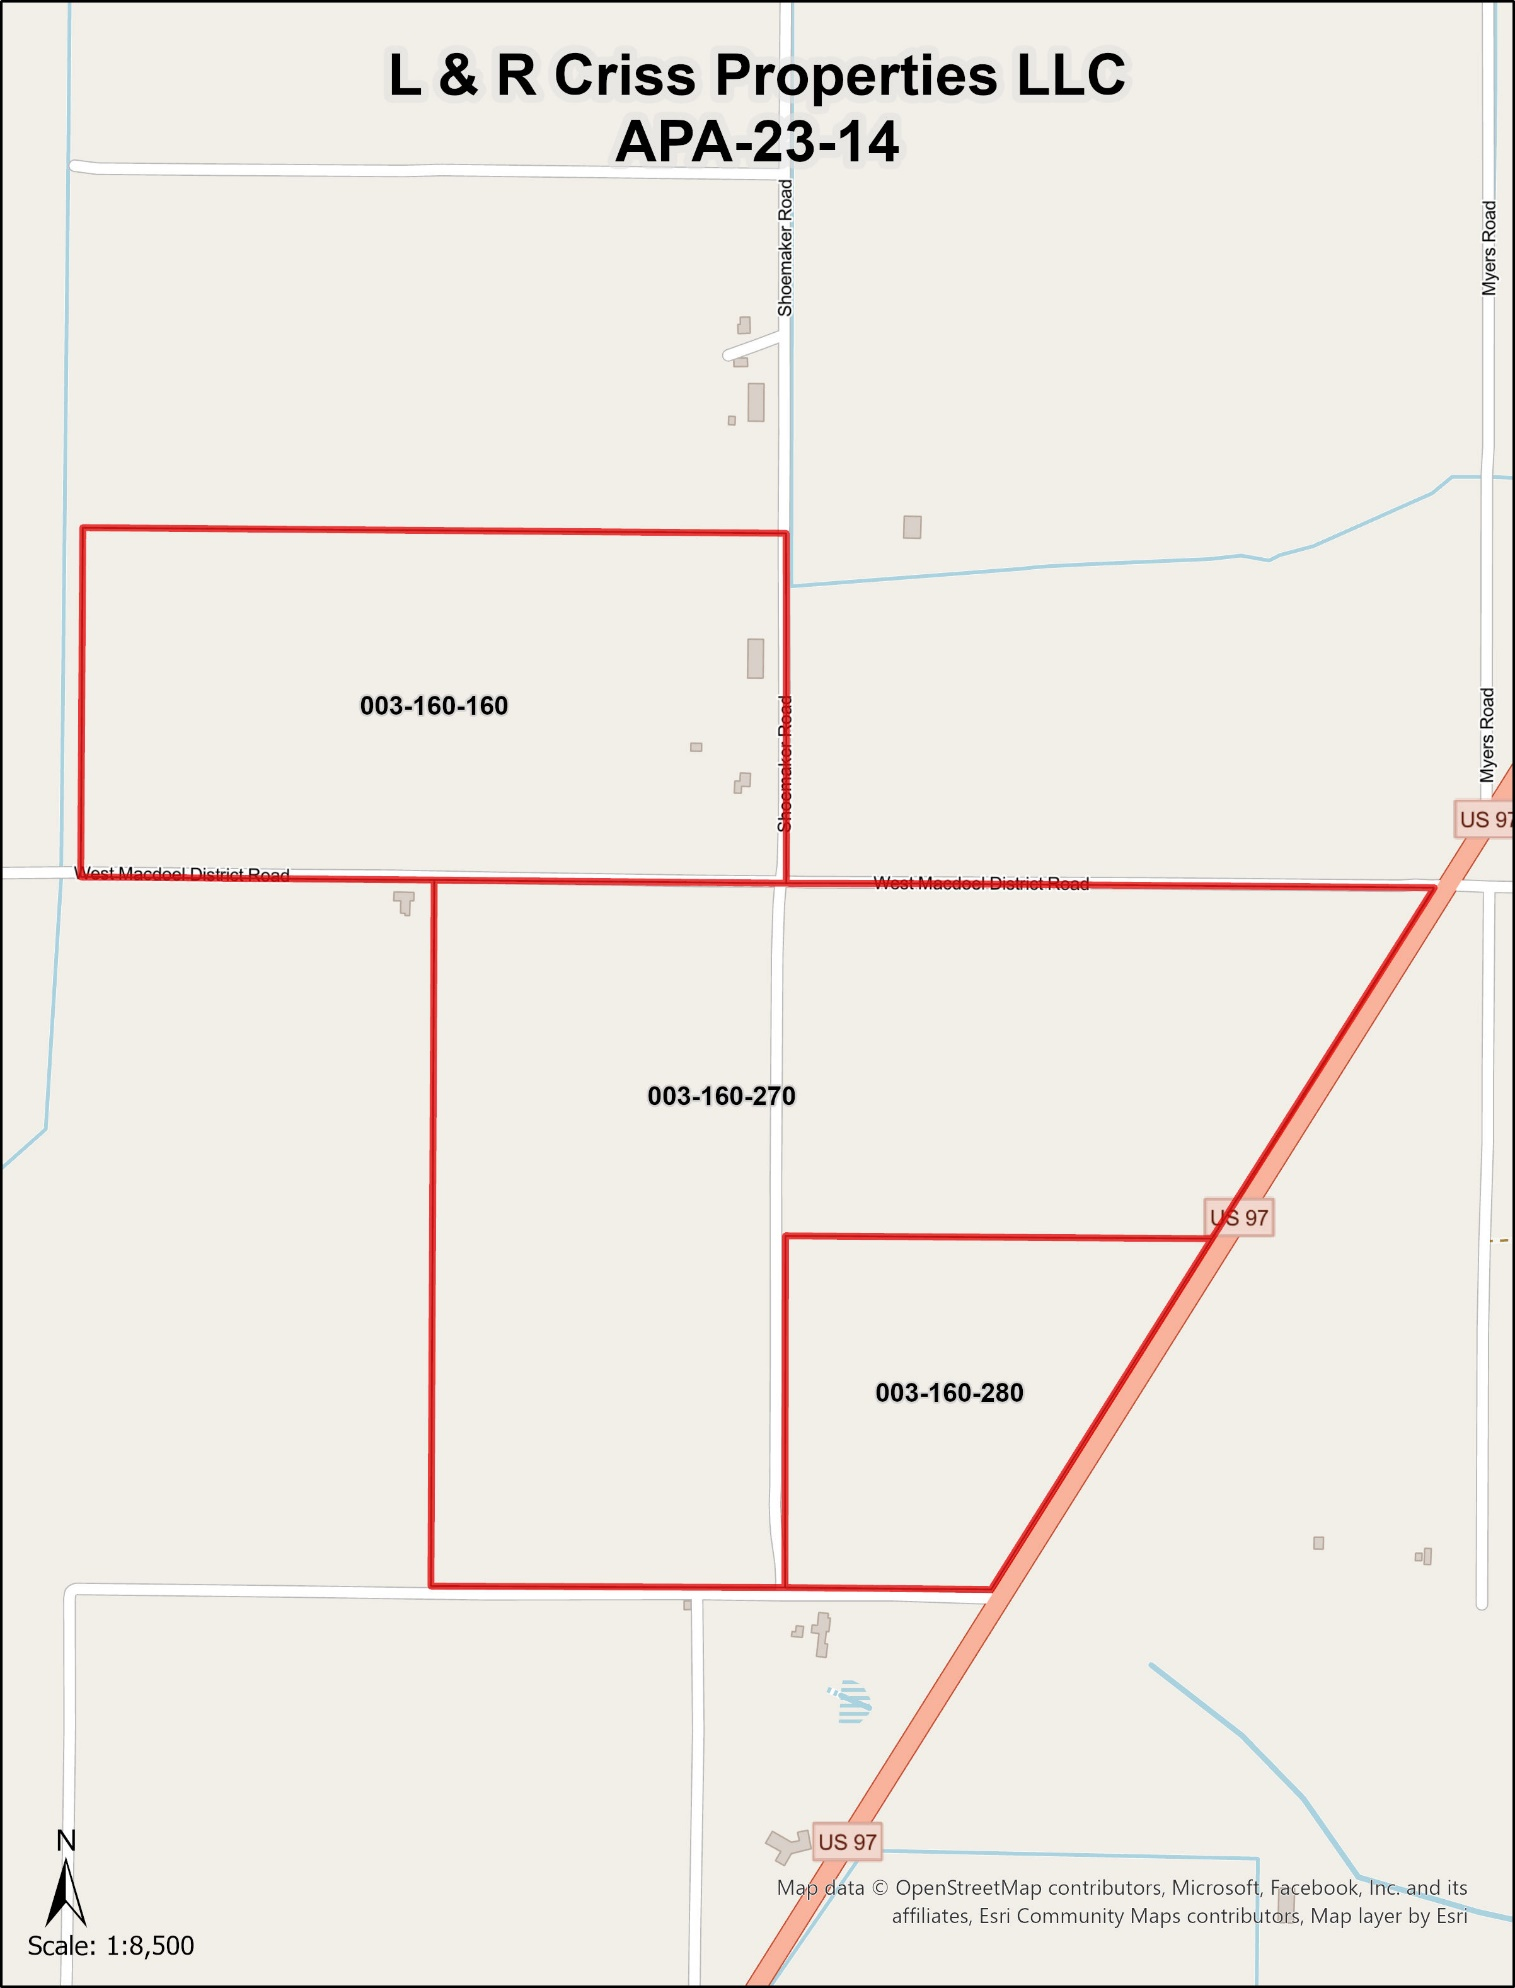 L & R Criss Properties LLC
APA-23-14
Shoemaker Road
Myers Road
003-160-160
Shoemaker Road
Myers Road
US 97
West Macdoel District Road
West Macdoel District Road
003-160-270
US 97
003-160-280
US 97
N
Scale: 1:8,500
Map data © OpenStreetMap contributors, Microsoft, Facebook, Inc. and its
affiliates, Esri Community Maps contributors, Map layer by Esri